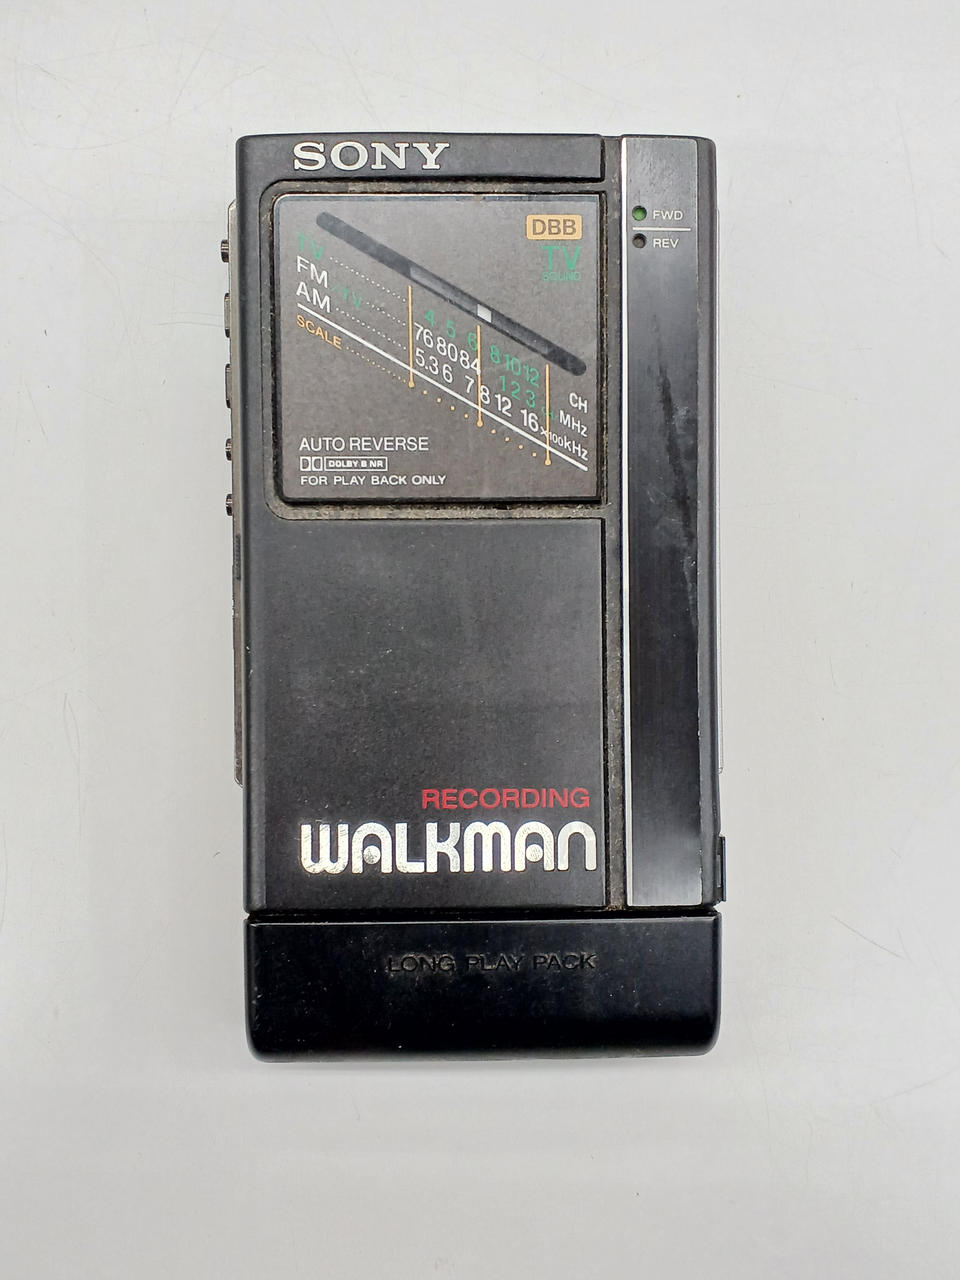 SONY
DBB
TV
SOUND
FWD
REV
TV
FM/TV
AM
SCALE
4 5 6 8 10 12
76 80 84 1 2 3
5.3 6 7 8 12 16
CH
MHz
x100kHz
AUTO REVERSE
DOLBY B NR
FOR PLAY BACK ONLY
RECORDING
WALKMAN
LONG PLAY PACK